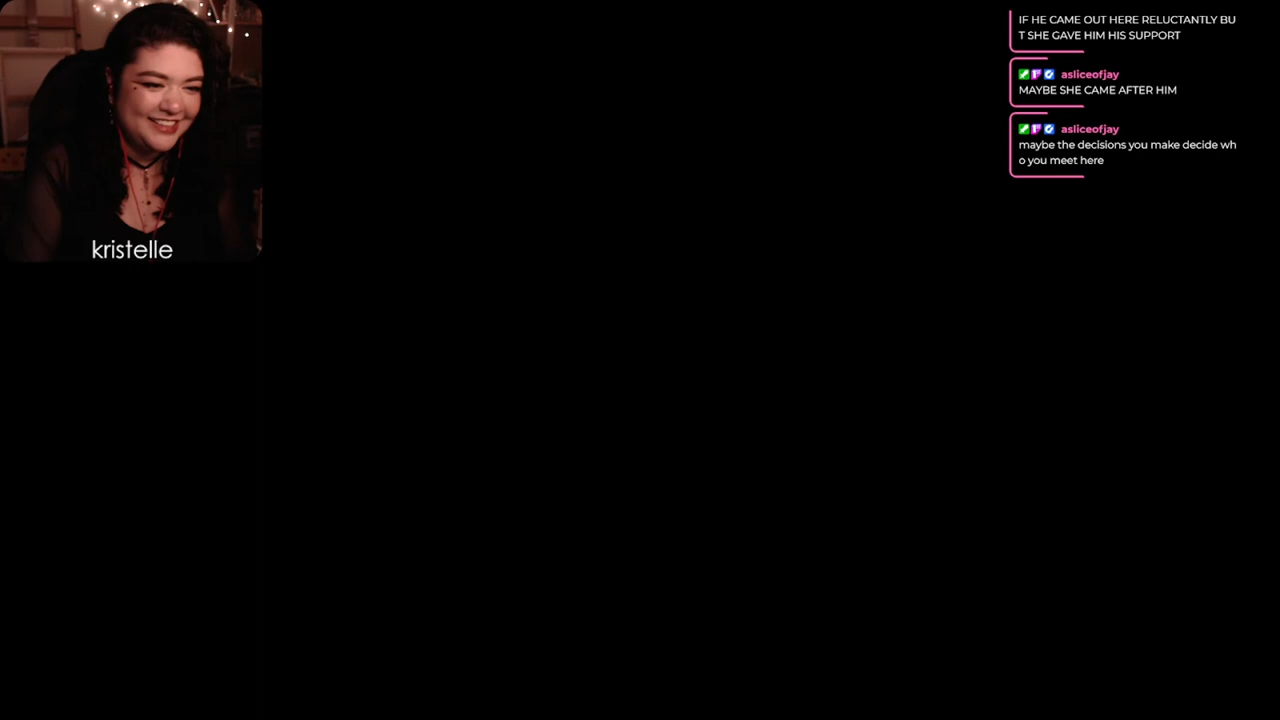 IF HE CAME OUT HERE RELUCTANTLY BU
T SHE GAVE HIM HIS SUPPORT
asliceofjay
MAYBE SHE CAME AFTER HIM
asliceofjay
maybe the decisions you make decide wh
o you meet here
kristelle